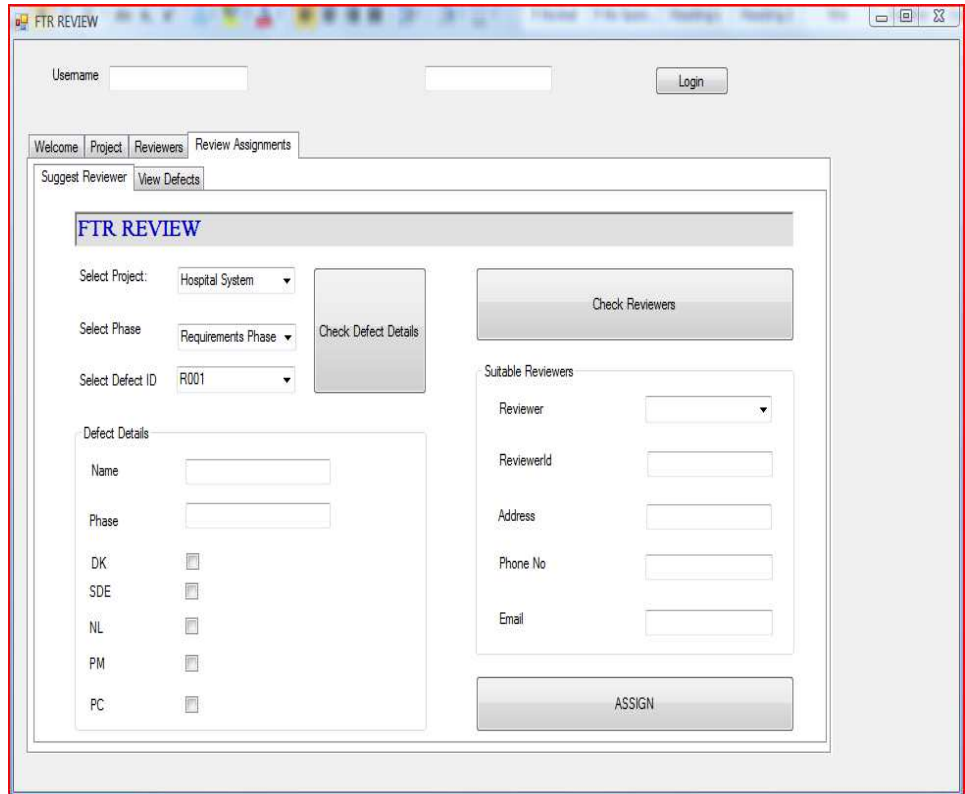 FTR REVIEW
Username
Login
Welcome Project Reviewers Review Assignments
Suggest Reviewer View Defects
FTR REVIEW
Select Project: Hospital System
Select Phase Requirements Phase
Select Defect ID R001
Check Defect Details
Defect Details
Name
Phase
DK
SDE
NL
PM
PC
Check Reviewers
Suitable Reviewers
Reviewer
ReviewerId
Address
Phone No
Email
ASSIGN